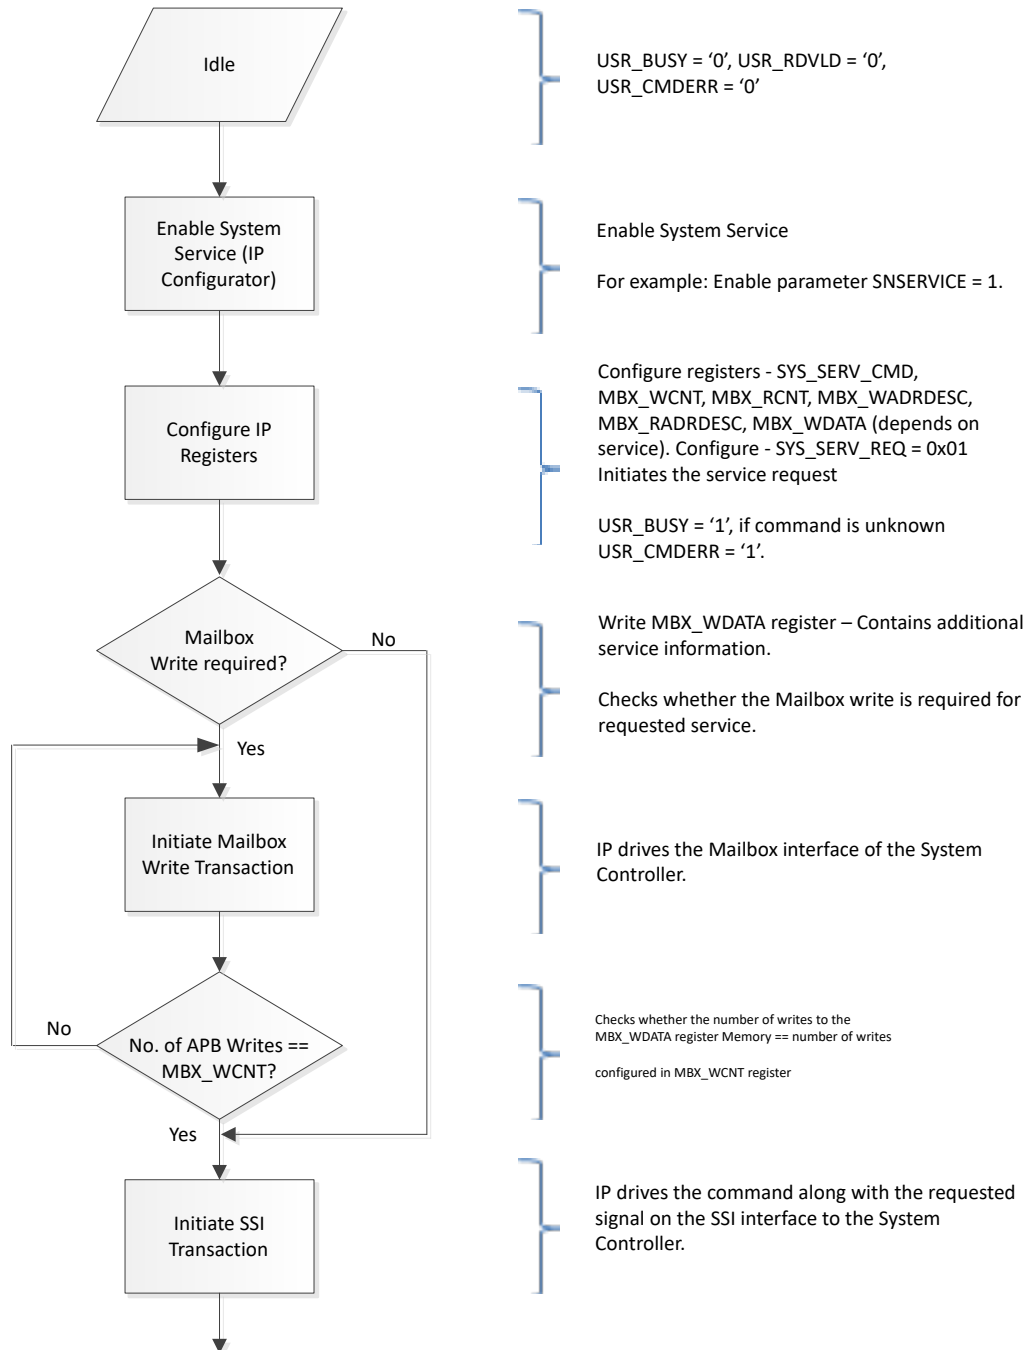 Idle
USR_BUSY = ‘0’, USR_RDVLD = ‘0’,
USR_CMDERR = ‘0’
Enable System
Service (IP
Configurator)
Enable System Service
For example: Enable parameter SNSERVICE = 1.
Configure IP
Registers
Configure registers - SYS_SERV_CMD,
MBX_WCNT, MBX_RCNT, MBX_WADRDESC,
MBX_RADRDESC, MBX_WDATA (depends on
service). Configure - SYS_SERV_REQ = 0x01
Initiates the service request
USR_BUSY = ‘1’, if command is unknown
USR_CMDERR = ‘1’.
Mailbox
Write required?
No
Yes
Write MBX_WDATA register – Contains additional
service information.
Checks whether the Mailbox write is required for
requested service.
Initiate Mailbox
Write Transaction
IP drives the Mailbox interface of the System
Controller.
No
No. of APB Writes ==
MBX_WCNT?
Yes
Checks whether the number of writes to the
MBX_WDATA register Memory == number of writes
configured in MBX_WCNT register
Initiate SSI
Transaction
IP drives the command along with the requested
signal on the SSI interface to the System
Controller.